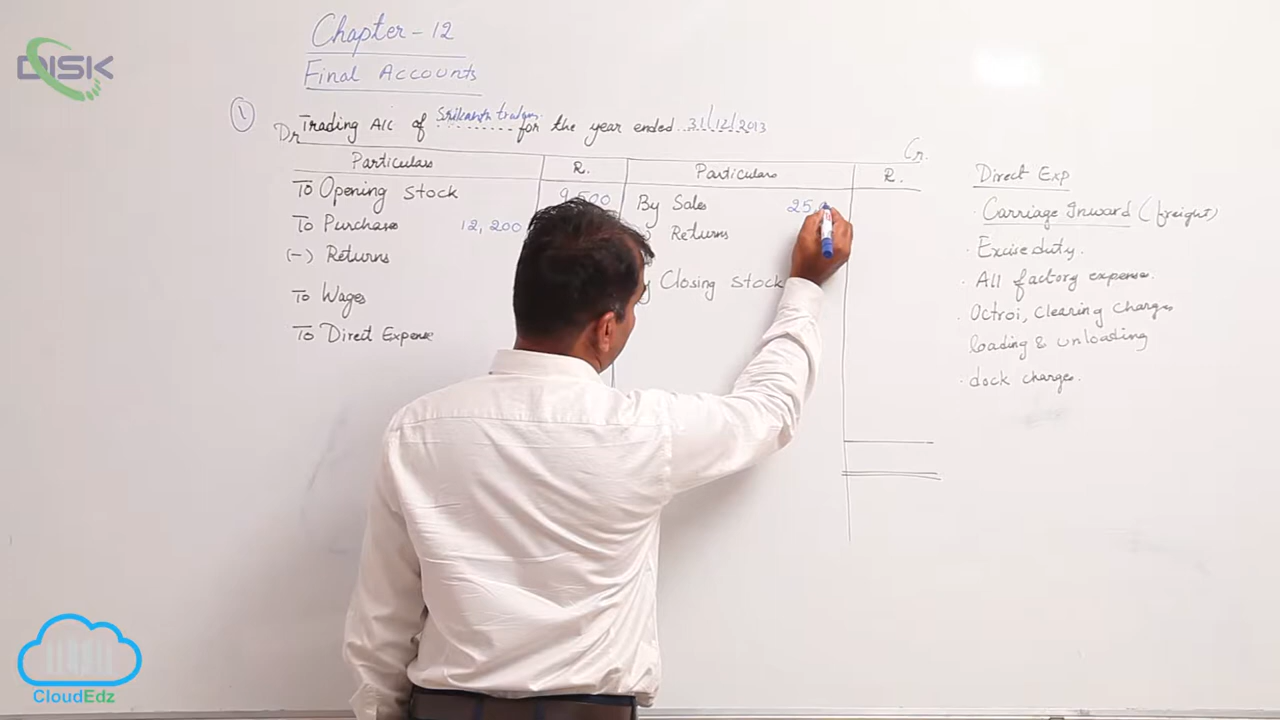 DISK
Chapter - 12
Final Accounts
1
Trading A/c of Srikanth traders for the year ended 31/12/2013
Dr
Cr.
Particulars R. Particulars R.
To Opening Stock 9,500 By Sales
To Purchase 12,200 Returns
(-) Returns
To Wages Closing Stock
To Direct Expense
Direct Exp
· Carriage Inward (freight)
· Excise duty.
· All factory expense.
· Octroi, clearing charges
loading & unloading
· dock charges.
CloudEdz